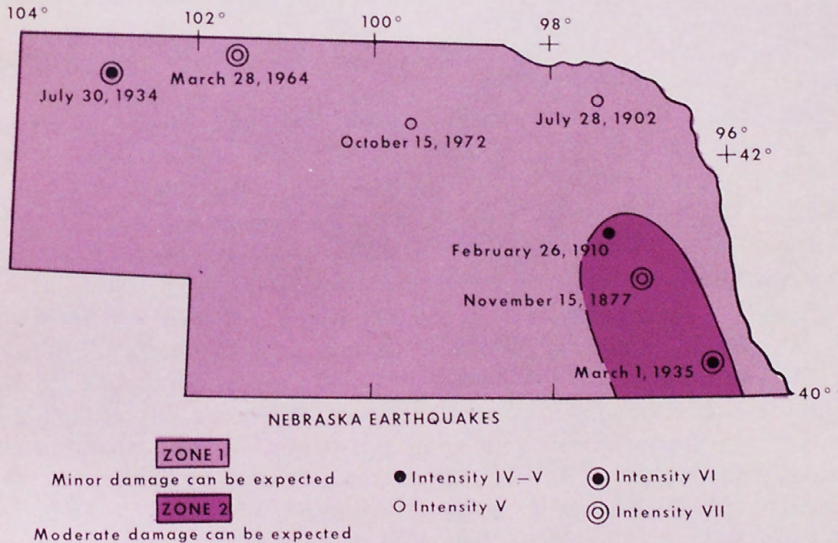 104°
102°
100°
98°
March 28, 1964
July 30, 1934
July 28, 1902
October 15, 1972
96°
42°
February 26, 1910
November 15, 1877
March 1, 1935
40°
NEBRASKA EARTHQUAKES
ZONE 1
Minor damage can be expected
ZONE 2
Moderate damage can be expected
Intensity IV–V
Intensity V
Intensity VI
Intensity VII